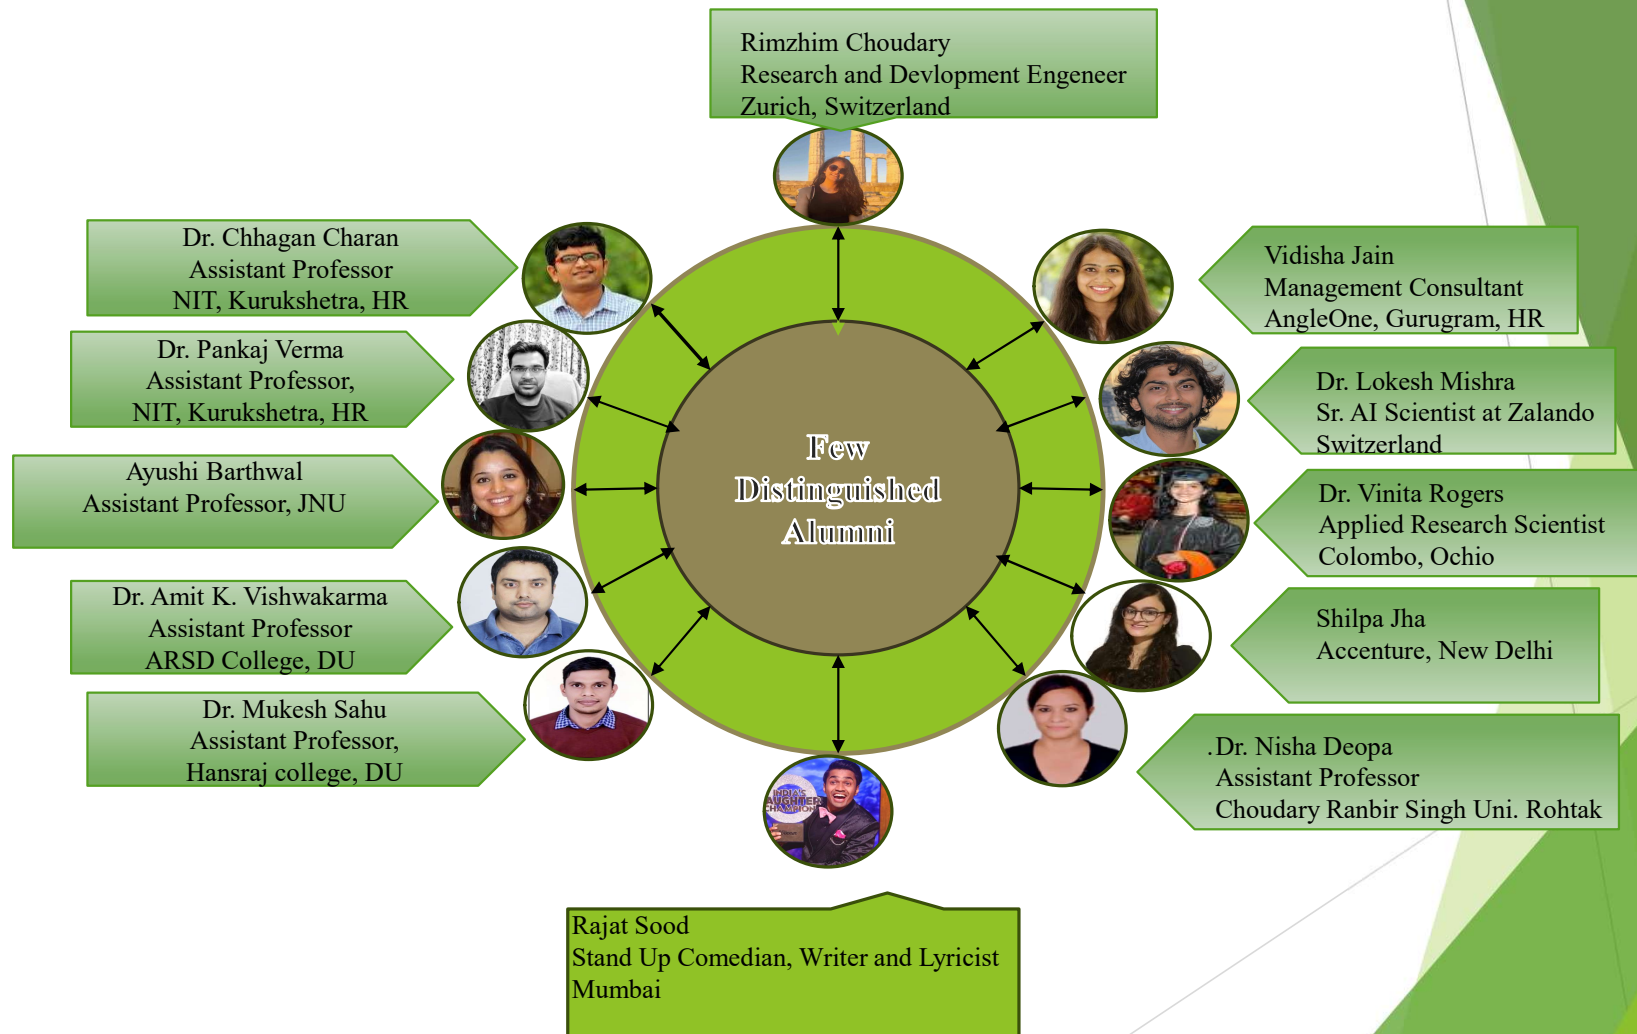 Rimzhim Choudary
Research and Devlopment Engeneer
Zurich, Switzerland
Dr. Chhagan Charan
Assistant Professor
NIT, Kurukshetra, HR
Vidisha Jain
Management Consultant
AngleOne, Gurugram, HR
Dr. Pankaj Verma
Assistant Professor,
NIT, Kurukshetra, HR
Dr. Lokesh Mishra
Sr. AI Scientist at Zalando
Switzerland
Few
Distinguished
Alumni
Ayushi Barthwal
Assistant Professor, JNU
Dr. Vinita Rogers
Applied Research Scientist
Colombo, Ochio
Dr. Amit K. Vishwakarma
Assistant Professor
ARSD College, DU
Shilpa Jha
Accenture, New Delhi
Dr. Mukesh Sahu
Assistant Professor,
Hansraj college, DU
.Dr. Nisha Deopa
Assistant Professor
Choudary Ranbir Singh Uni. Rohtak
INDIA'S
AUGHTER
CHAMPION
Rajat Sood
Stand Up Comedian, Writer and Lyricist
Mumbai